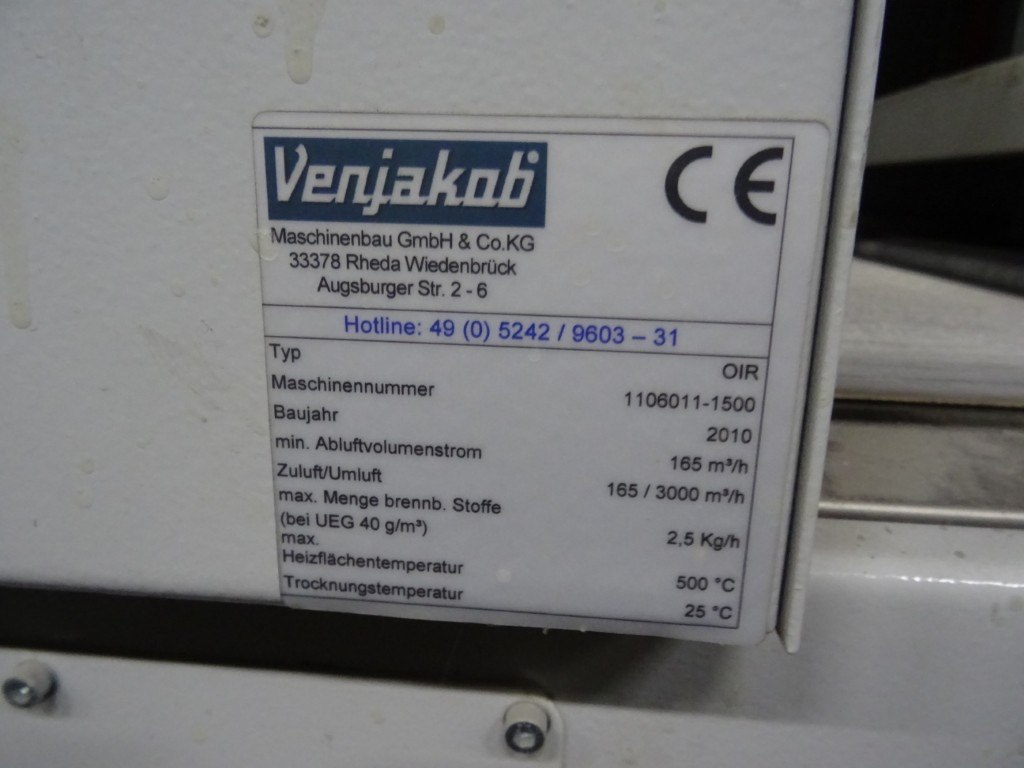 Venjakob
CE
Maschinenbau GmbH & Co.KG
33378 Rheda Wiedenbrück
Augsburger Str. 2 - 6
Hotline: 49 (0) 5242 / 9603 – 31
Typ OIR
Maschinennummer 1106011-1500
Baujahr 2010
min. Abluftvolumenstrom 165 m³/h
Zuluft/Umluft 165 / 3000 m³/h
max. Menge brennb. Stoffe
(bei UEG 40 g/m³) 2,5 Kg/h
max.
Heizflächentemperatur 500 °C
Trocknungstemperatur 25 °C